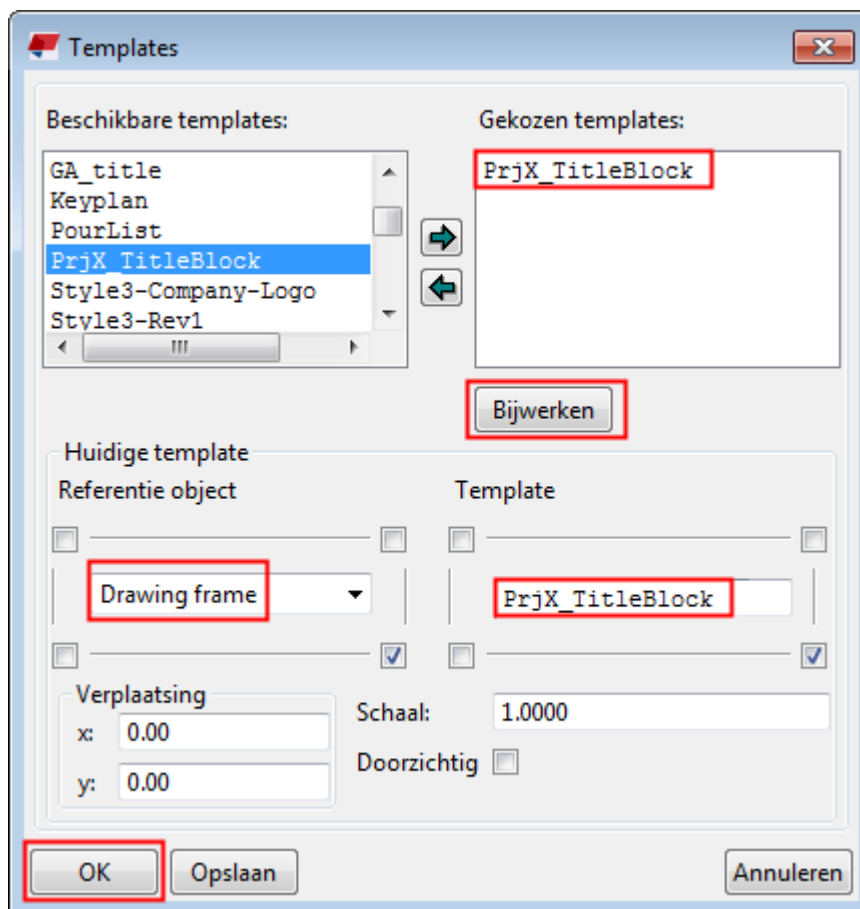 Templates
Beschikbare templates:
Gekozen templates:
GA_title
Keyplan
PourList
PrjX_TitleBlock
Style3-Company-Logo
Style3-Rev1
PrjX_TitleBlock
Bijwerken
Huidige template
Referentie object
Template
Drawing frame
PrjX_TitleBlock
Verplaatsing
x: 0.00
y: 0.00
Schaal: 1.0000
Doorzichtig
OK
Opslaan
Annuleren